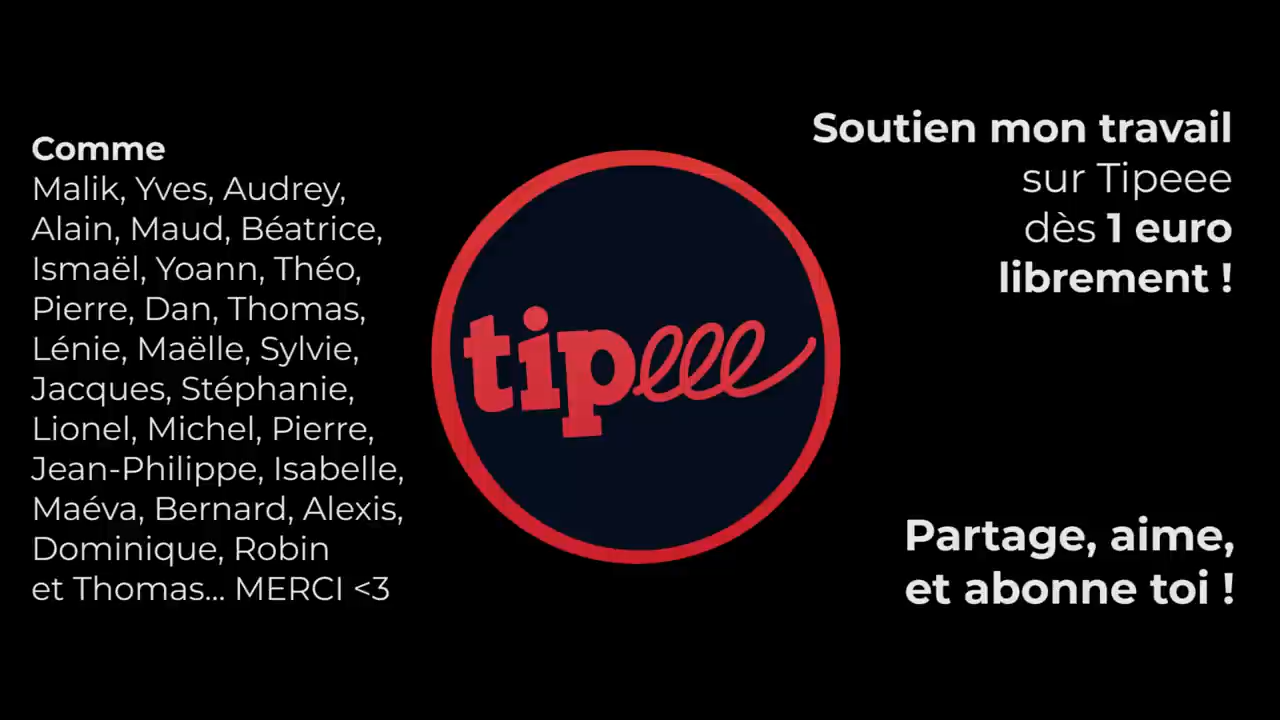 Comme
Malik, Yves, Audrey,
Alain, Maud, Béatrice,
Ismaël, Yoann, Théo,
Pierre, Dan, Thomas,
Lénie, Maëlle, Sylvie,
Jacques, Stéphanie,
Lionel, Michel, Pierre,
Jean-Philippe, Isabelle,
Maéva, Bernard, Alexis,
Dominique, Robin
et Thomas... MERCI <3
tipeee
Soutien mon travail
sur Tipeee
dès 1 euro
librement !
Partage, aime,
et abonne toi !